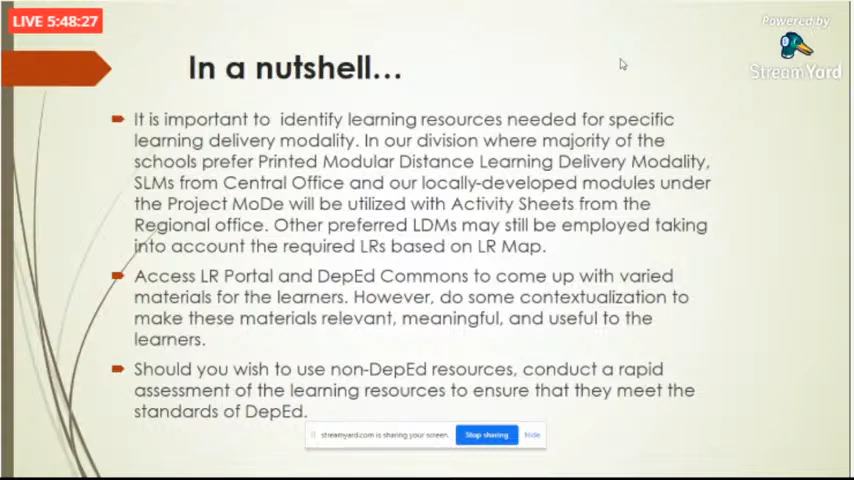 LIVE 5:48:27
Powered by
StreamYard
In a nutshell...
It is important to identify learning resources needed for specific
learning delivery modality. In our division where majority of the
schools prefer Printed Modular Distance Learning Delivery Modality,
SLMs from Central Office and our locally-developed modules under
the Project MoDe will be utilized with Activity Sheets from the
Regional office. Other preferred LDMs may still be employed taking
into account the required LRs based on LR Map.
Access LR Portal and DepEd Commons to come up with varied
materials for the learners. However, do some contextualization to
make these materials relevant, meaningful, and useful to the
learners.
Should you wish to use non-DepEd resources, conduct a rapid
assessment of the learning resources to ensure that they meet the
standards of DepEd.
streamyard.com is sharing your screen. Stop sharing Hide